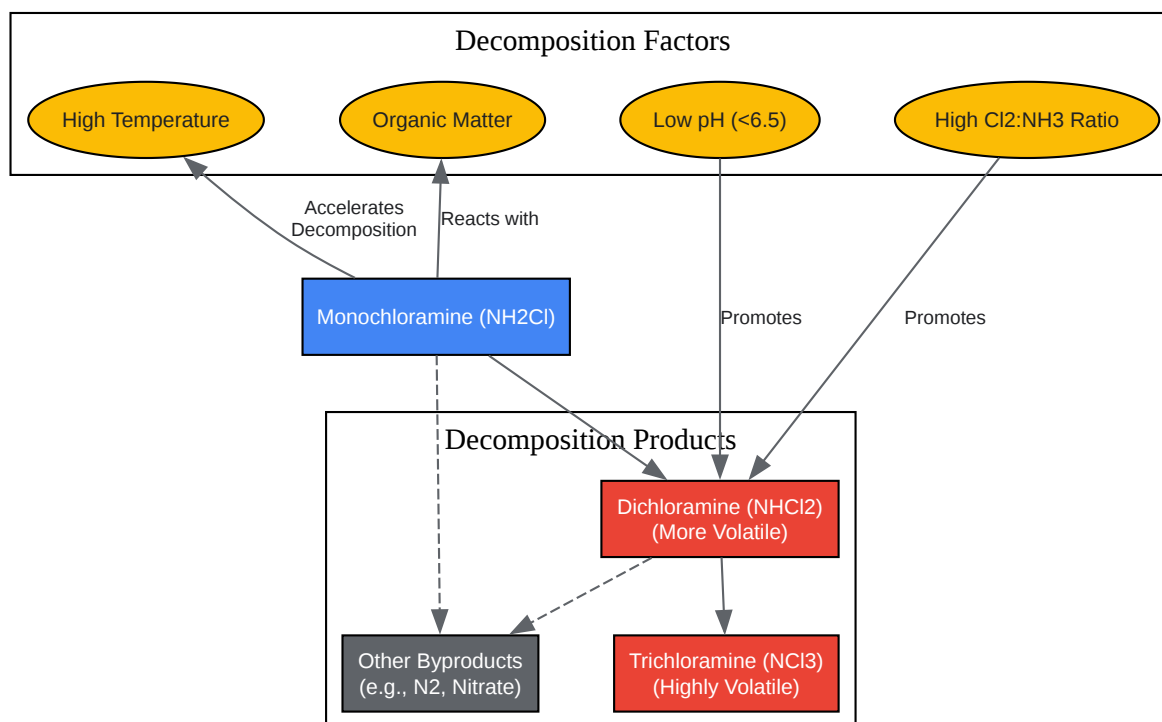 Decomposition Factors
High Temperature
Organic Matter
Low pH (<6.5)
High Cl2:NH3 Ratio
Accelerates
Decomposition
Reacts with
Monochloramine (NH2Cl)
Promotes
Promotes
Decomposition Products
Dichloramine (NHCl2)
(More Volatile)
Other Byproducts
(e.g., N2, Nitrate)
Trichloramine (NCl3)
(Highly Volatile)